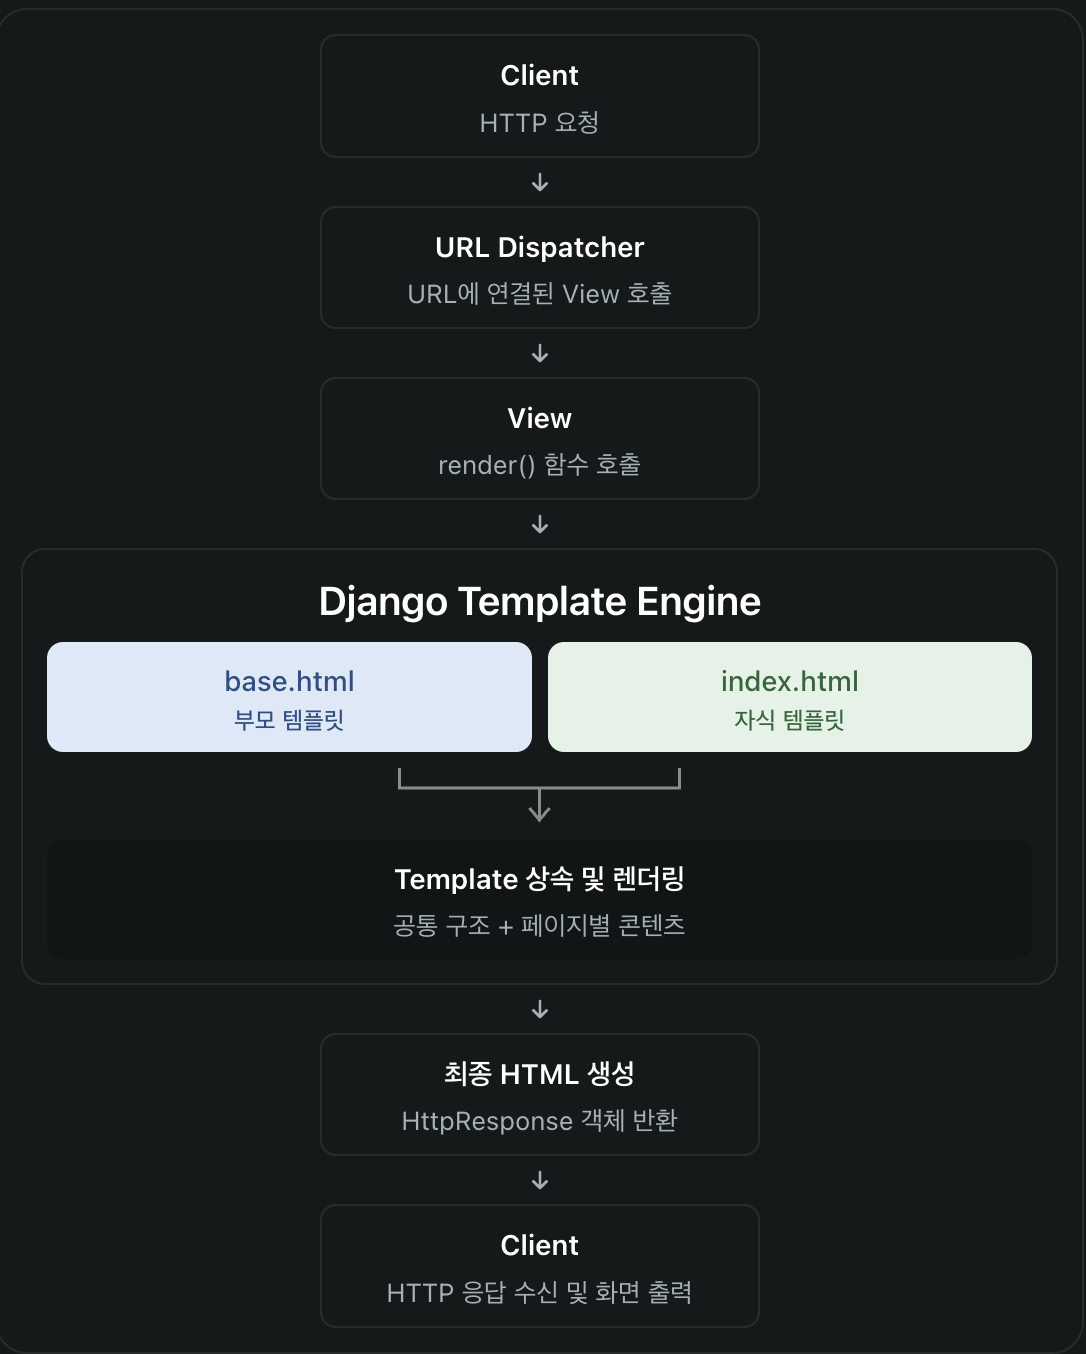 Client
HTTP 요청
URL Dispatcher
URL에 연결된 View 호출
View
render() 함수 호출
Django Template Engine
base.html
부모 템플릿
index.html
자식 템플릿
Template 상속 및 렌더링
공통 구조 + 페이지별 콘텐츠
최종 HTML 생성
HttpResponse 객체 반환
Client
HTTP 응답 수신 및 화면 출력